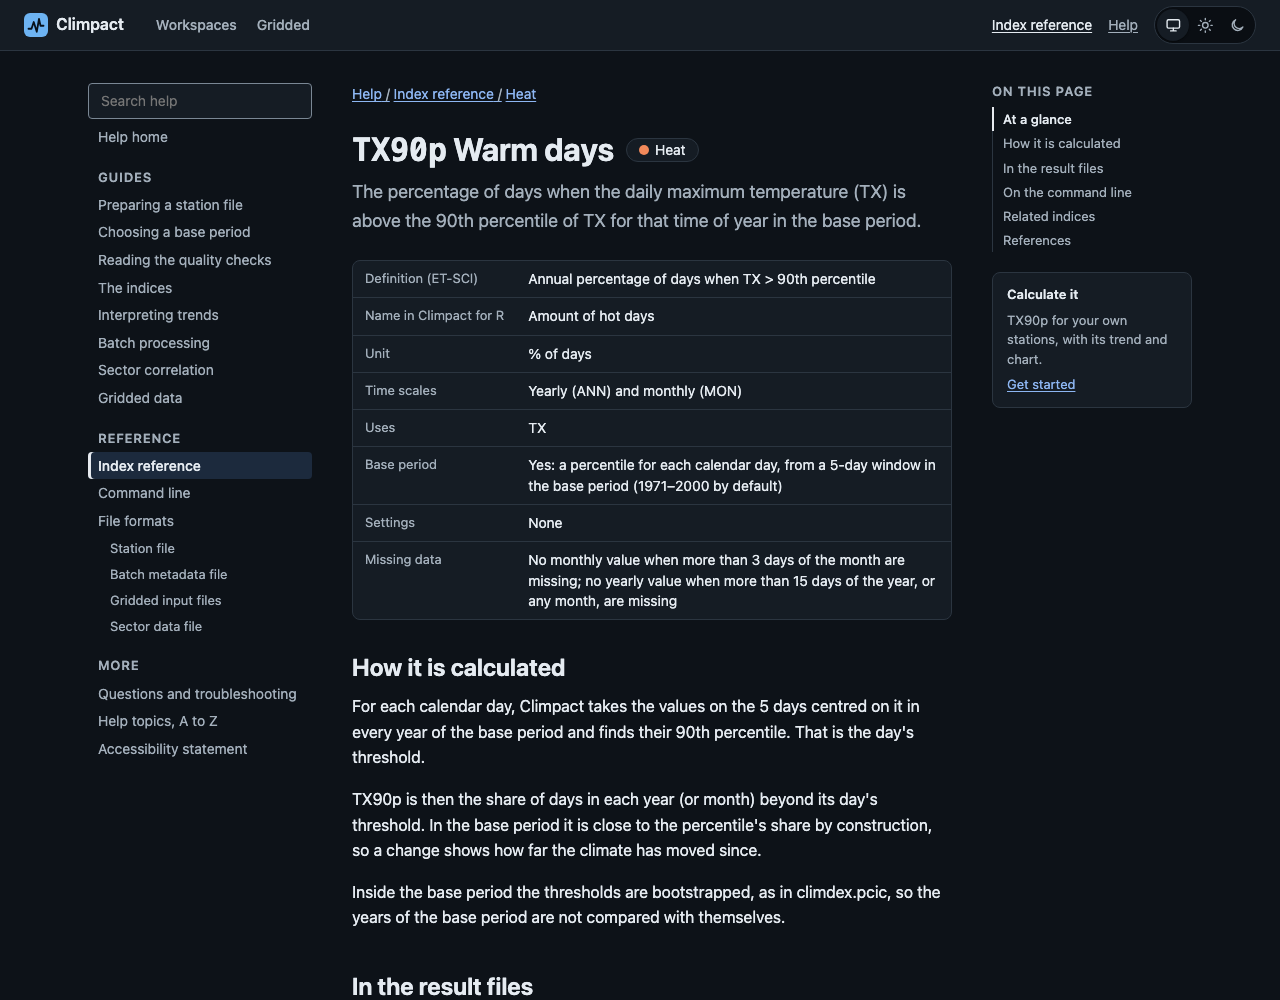 Climpact
Workspaces
Gridded
Index reference
Help
Search help
Help home
GUIDES
Preparing a station file
Choosing a base period
Reading the quality checks
The indices
Interpreting trends
Batch processing
Sector correlation
Gridded data
REFERENCE
Index reference
Command line
File formats
Station file
Batch metadata file
Gridded input files
Sector data file
MORE
Questions and troubleshooting
Help topics, A to Z
Accessibility statement
Help / Index reference / Heat
TX90p Warm days
Heat
The percentage of days when the daily maximum temperature (TX) is
above the 90th percentile of TX for that time of year in the base period.
Definition (ET-SCI) Annual percentage of days when TX > 90th percentile
Name in Climpact for R Amount of hot days
Unit % of days
Time scales Yearly (ANN) and monthly (MON)
Uses TX
Base period Yes: a percentile for each calendar day, from a 5-day window in
the base period (1971–2000 by default)
Settings None
Missing data No monthly value when more than 3 days of the month are
missing; no yearly value when more than 15 days of the year, or
any month, are missing
How it is calculated
For each calendar day, Climpact takes the values on the 5 days centred on it in
every year of the base period and finds their 90th percentile. That is the day's
threshold.
TX90p is then the share of days in each year (or month) beyond its day's
threshold. In the base period it is close to the percentile's share by construction,
so a change shows how far the climate has moved since.
Inside the base period the thresholds are bootstrapped, as in climdex.pcic, so the
years of the base period are not compared with themselves.
In the result files
ON THIS PAGE
At a glance
How it is calculated
In the result files
On the command line
Related indices
References
Calculate it
TX90p for your own
stations, with its trend and
chart.
Get started